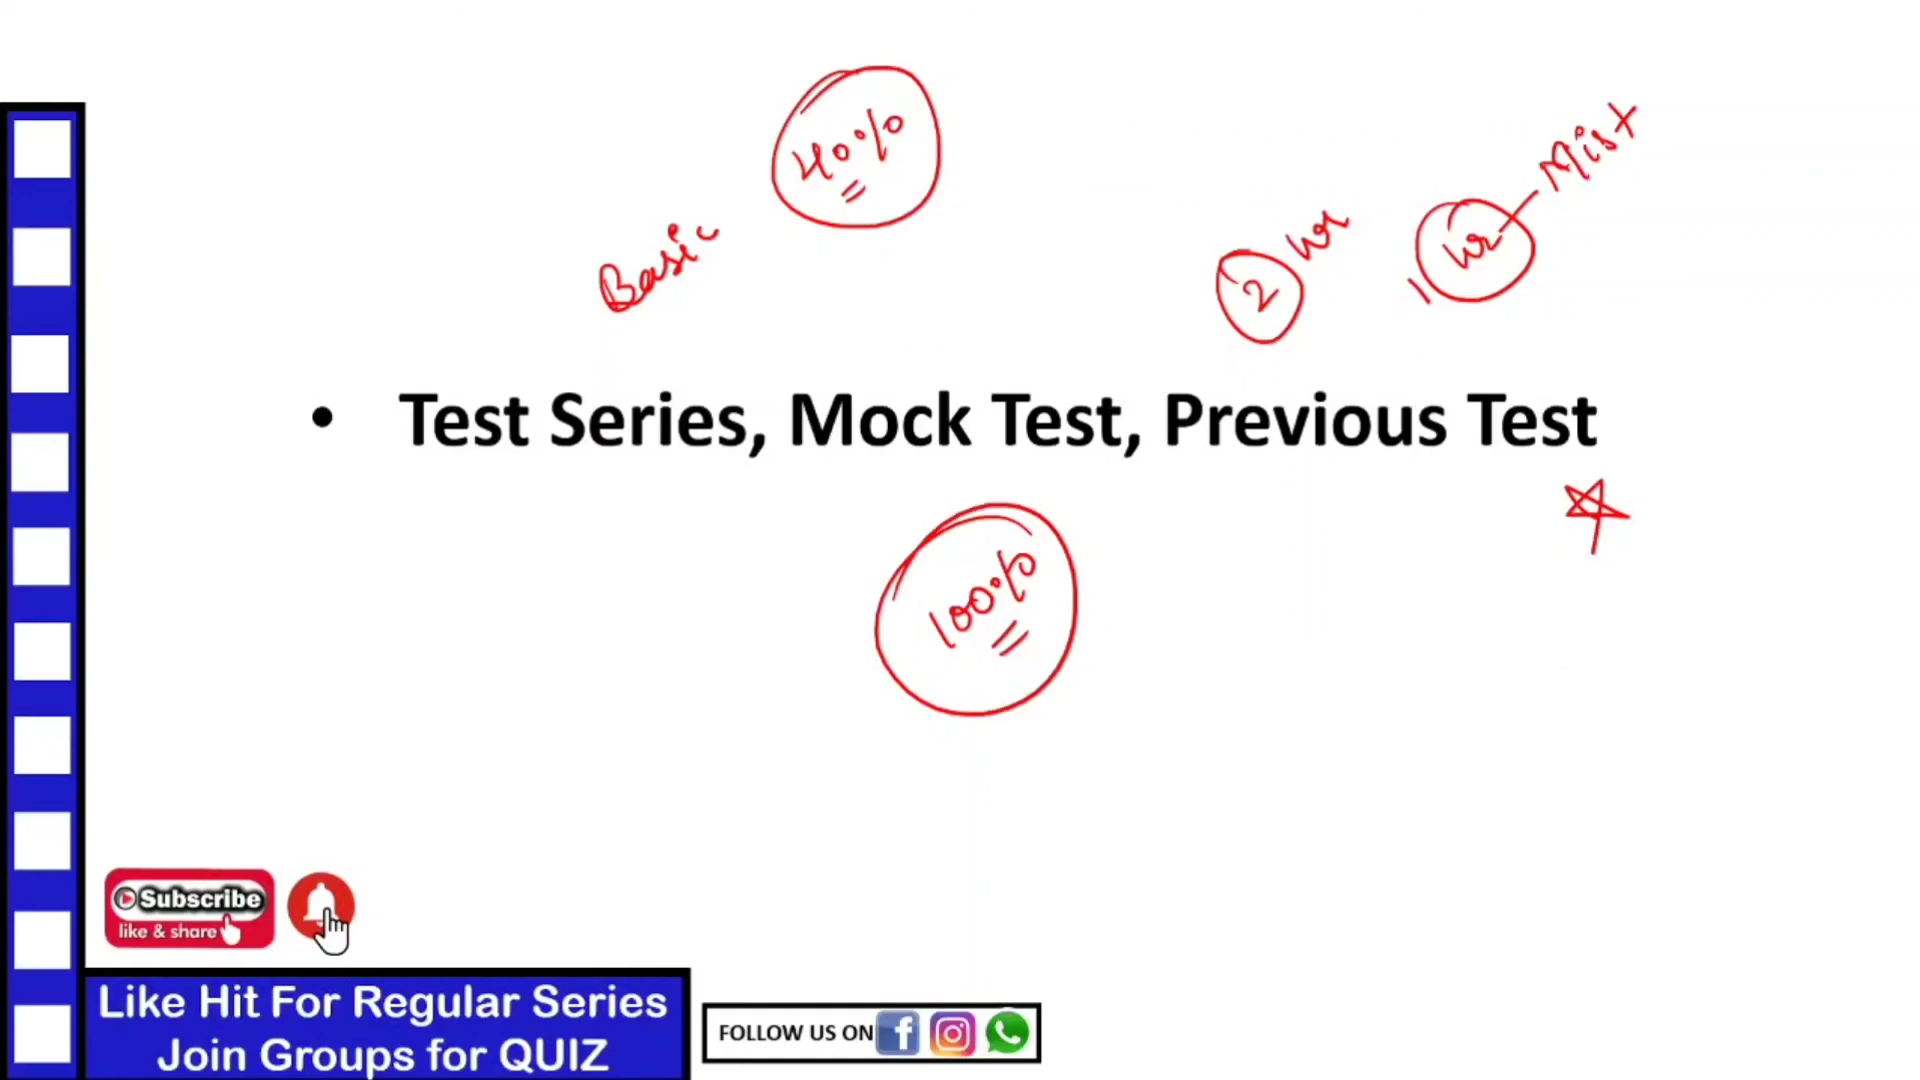 40%
Basic
2 hr
1 hr Mist
• Test Series, Mock Test, Previous Test
100%
Subscribe
like & share
Like Hit For Regular Series
Join Groups for QUIZ
FOLLOW US ON